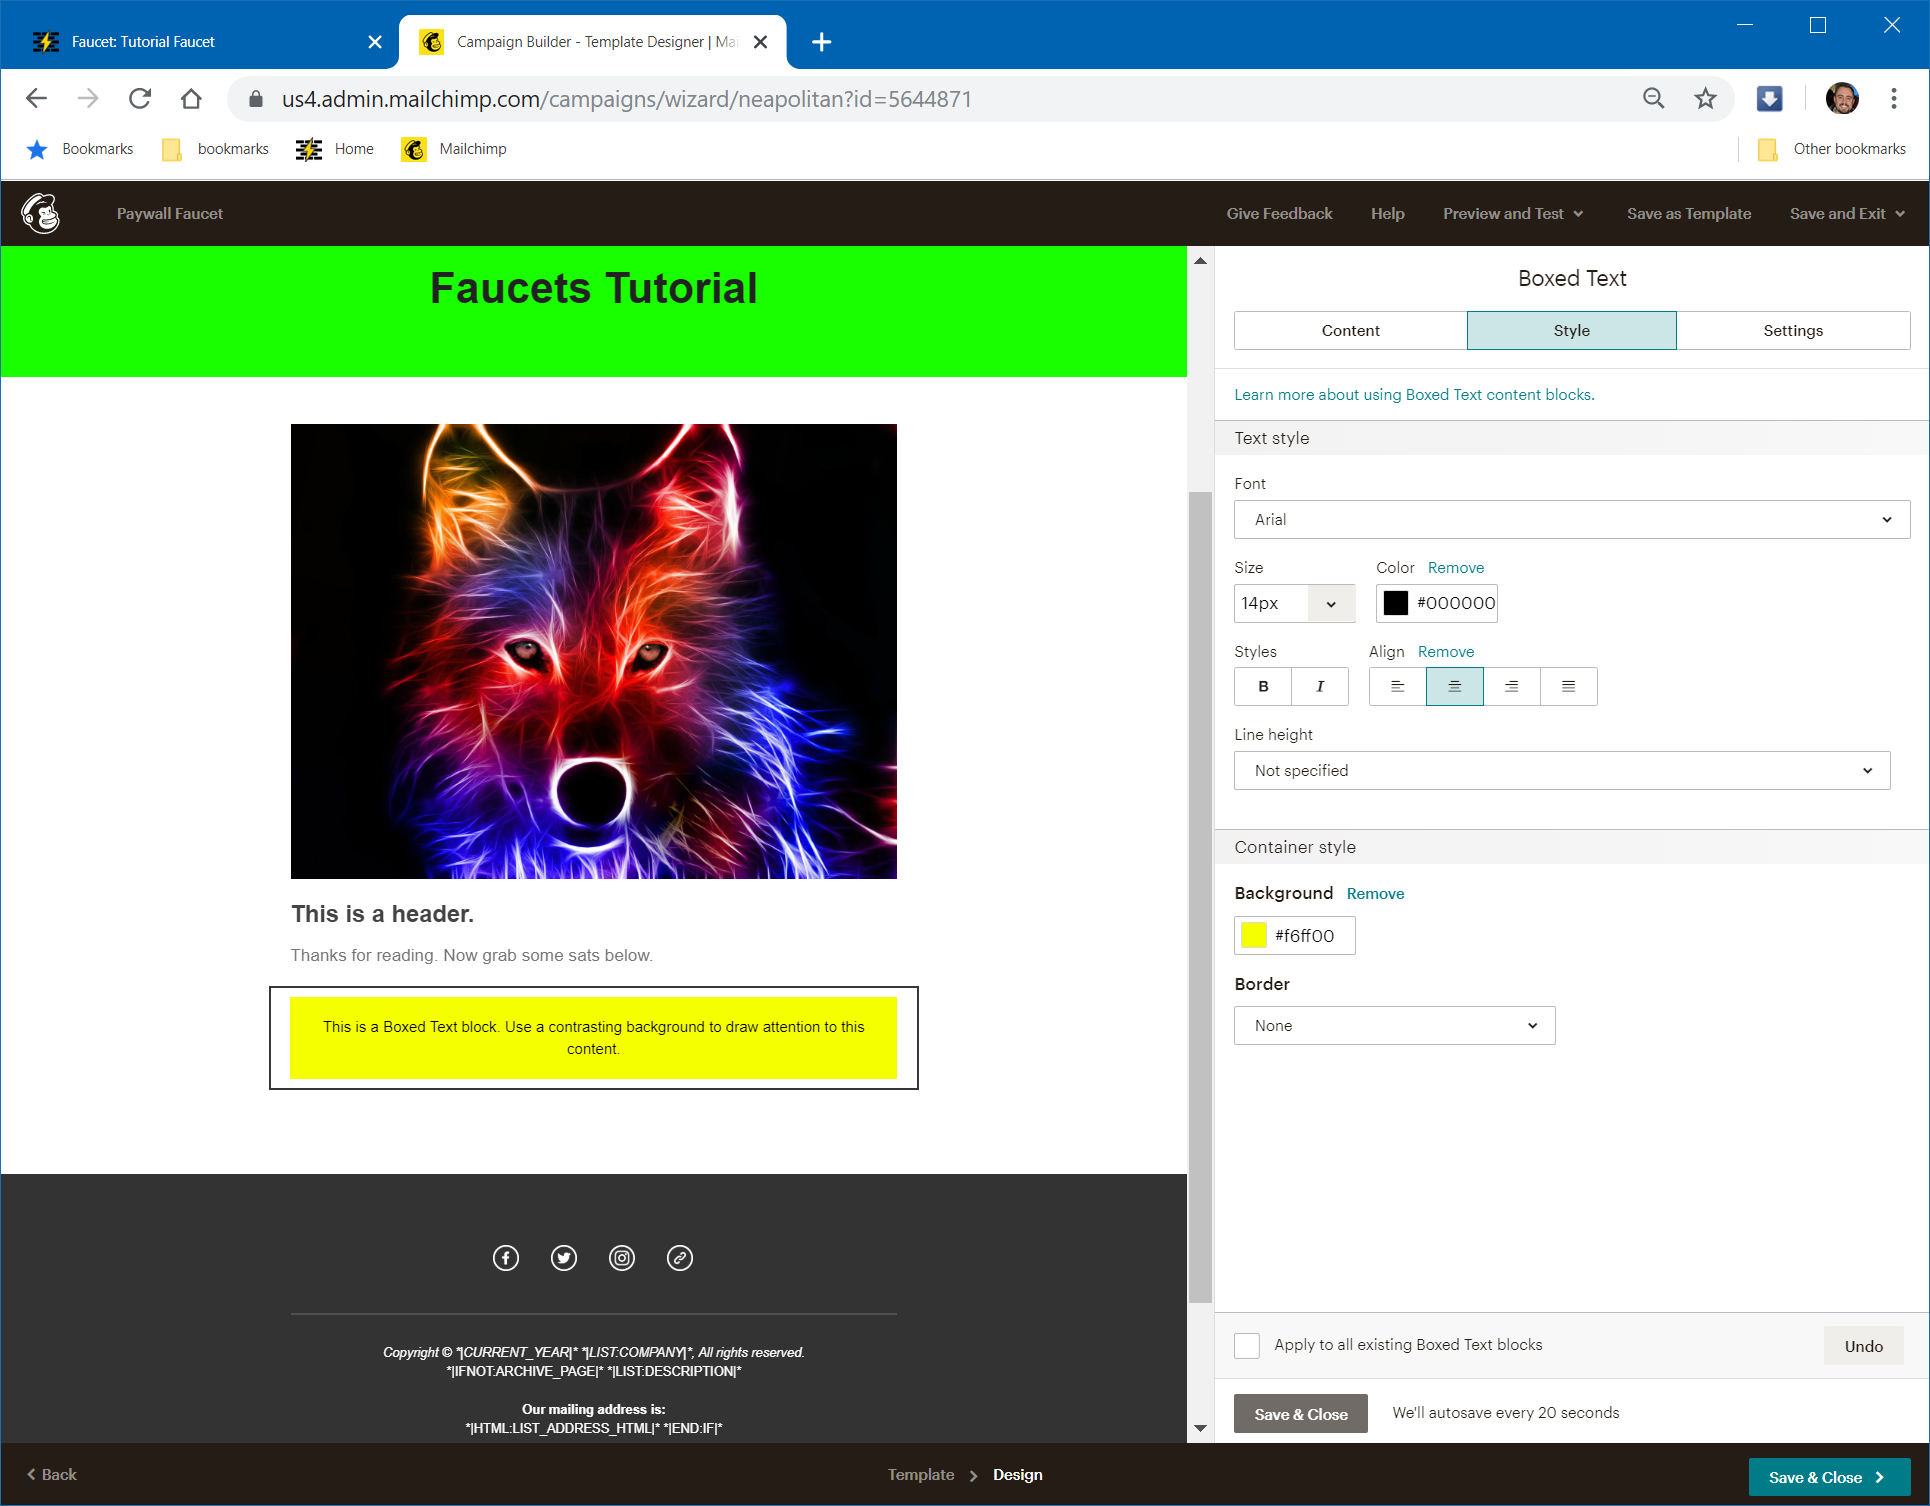 Faucet: Tutorial Faucet
Campaign Builder - Template Designer | Mai
us4.admin.mailchimp.com/campaigns/wizard/neapolitan?id=5644871
Bookmarks
bookmarks
Home
Mailchimp
Other bookmarks
Paywall Faucet
Give Feedback
Help
Preview and Test
Save as Template
Save and Exit
Faucets Tutorial
This is a header.
Thanks for reading. Now grab some sats below.
This is a Boxed Text block. Use a contrasting background to draw attention to this
content.
Copyright © *|CURRENT_YEAR|* *|LIST:COMPANY|*, All rights reserved.
*|IFNOT:ARCHIVE_PAGE|* *|LIST:DESCRIPTION|*
Our mailing address is:
*|HTML:LIST_ADDRESS_HTML|* *|END:IF|*
Boxed Text
Content
Style
Settings
Learn more about using Boxed Text content blocks.
Text style
Font
Arial
Size
Color Remove
14px
#000000
Styles
Align Remove
B
I
Line height
Not specified
Container style
Background Remove
#f6ff00
Border
None
Apply to all existing Boxed Text blocks
Undo
Save & Close
We'll autosave every 20 seconds
Back
Template
Design
Save & Close